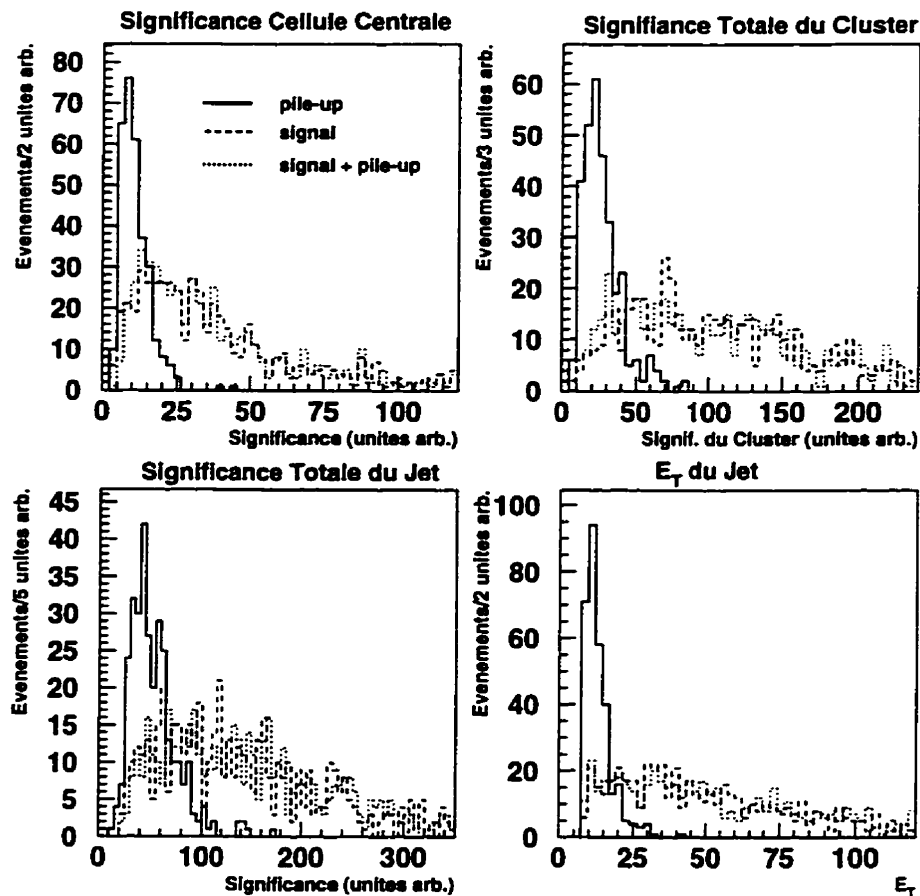 Significance Cellule Centrale
Evenements/2 unites arb.
80
70
60
50
40
30
20
10
0
pile-up
signal
signal + pile-up
0 25 50 75 100
Significance (unites arb.)
Signifiance Totale du Cluster
Evenements/3 unites arb.
60
50
40
30
20
10
0
0 50 100 150 200
Signif. du Cluster (unites arb.)
Significance Totale du Jet
Evenements/5 unites arb.
45
40
35
30
25
20
15
10
5
0
0 100 200 300
Significance (unites arb.)
E_T du Jet
Evenements/2 unites arb.
100
80
60
40
20
0
0 25 50 75 100
E_T